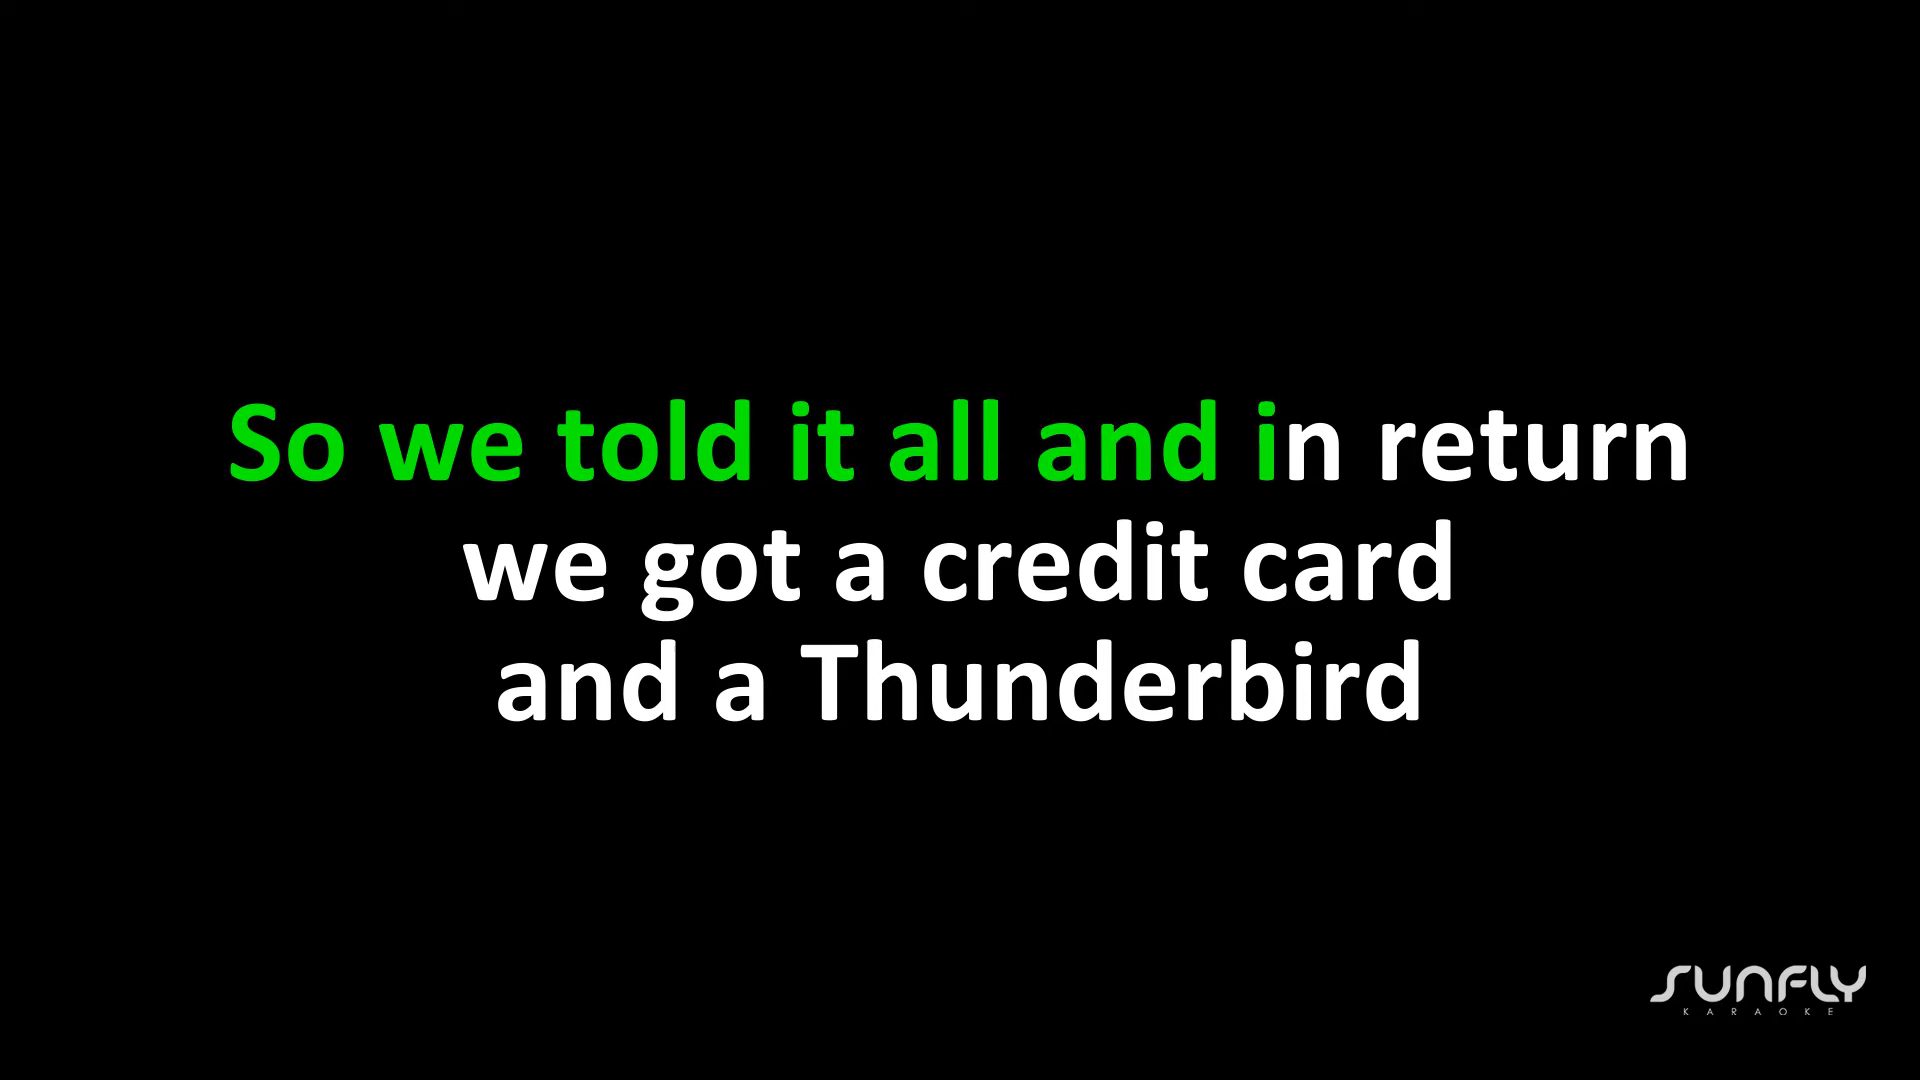 So we told it all and in return
we got a credit card
and a Thunderbird
SUNFLY
KARAOKE